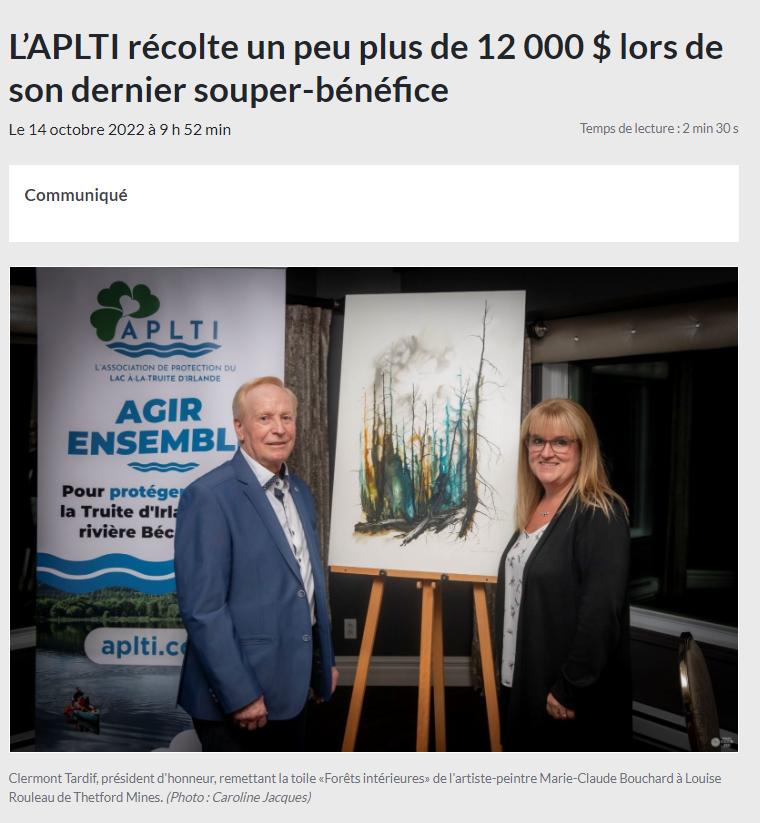 L’APLTI récolte un peu plus de 12 000 $ lors de
son dernier souper-bénéfice
Le 14 octobre 2022 à 9 h 52 min
Temps de lecture : 2 min 30 s
Communiqué
APLTI
L'ASSOCIATION DE PROTECTION DU
LAC À-LA-TRUITE D'IRLANDE
AGIR
ENSEMBL
Pour protége
la Truite d'Irla
rivière Béc
aplti.c
Clermont Tardif, président d’honneur, remettant la toile «Forêts intérieures» de l’artiste-peintre Marie-Claude Bouchard à Louise
Rouleau de Thetford Mines. (Photo : Caroline Jacques)